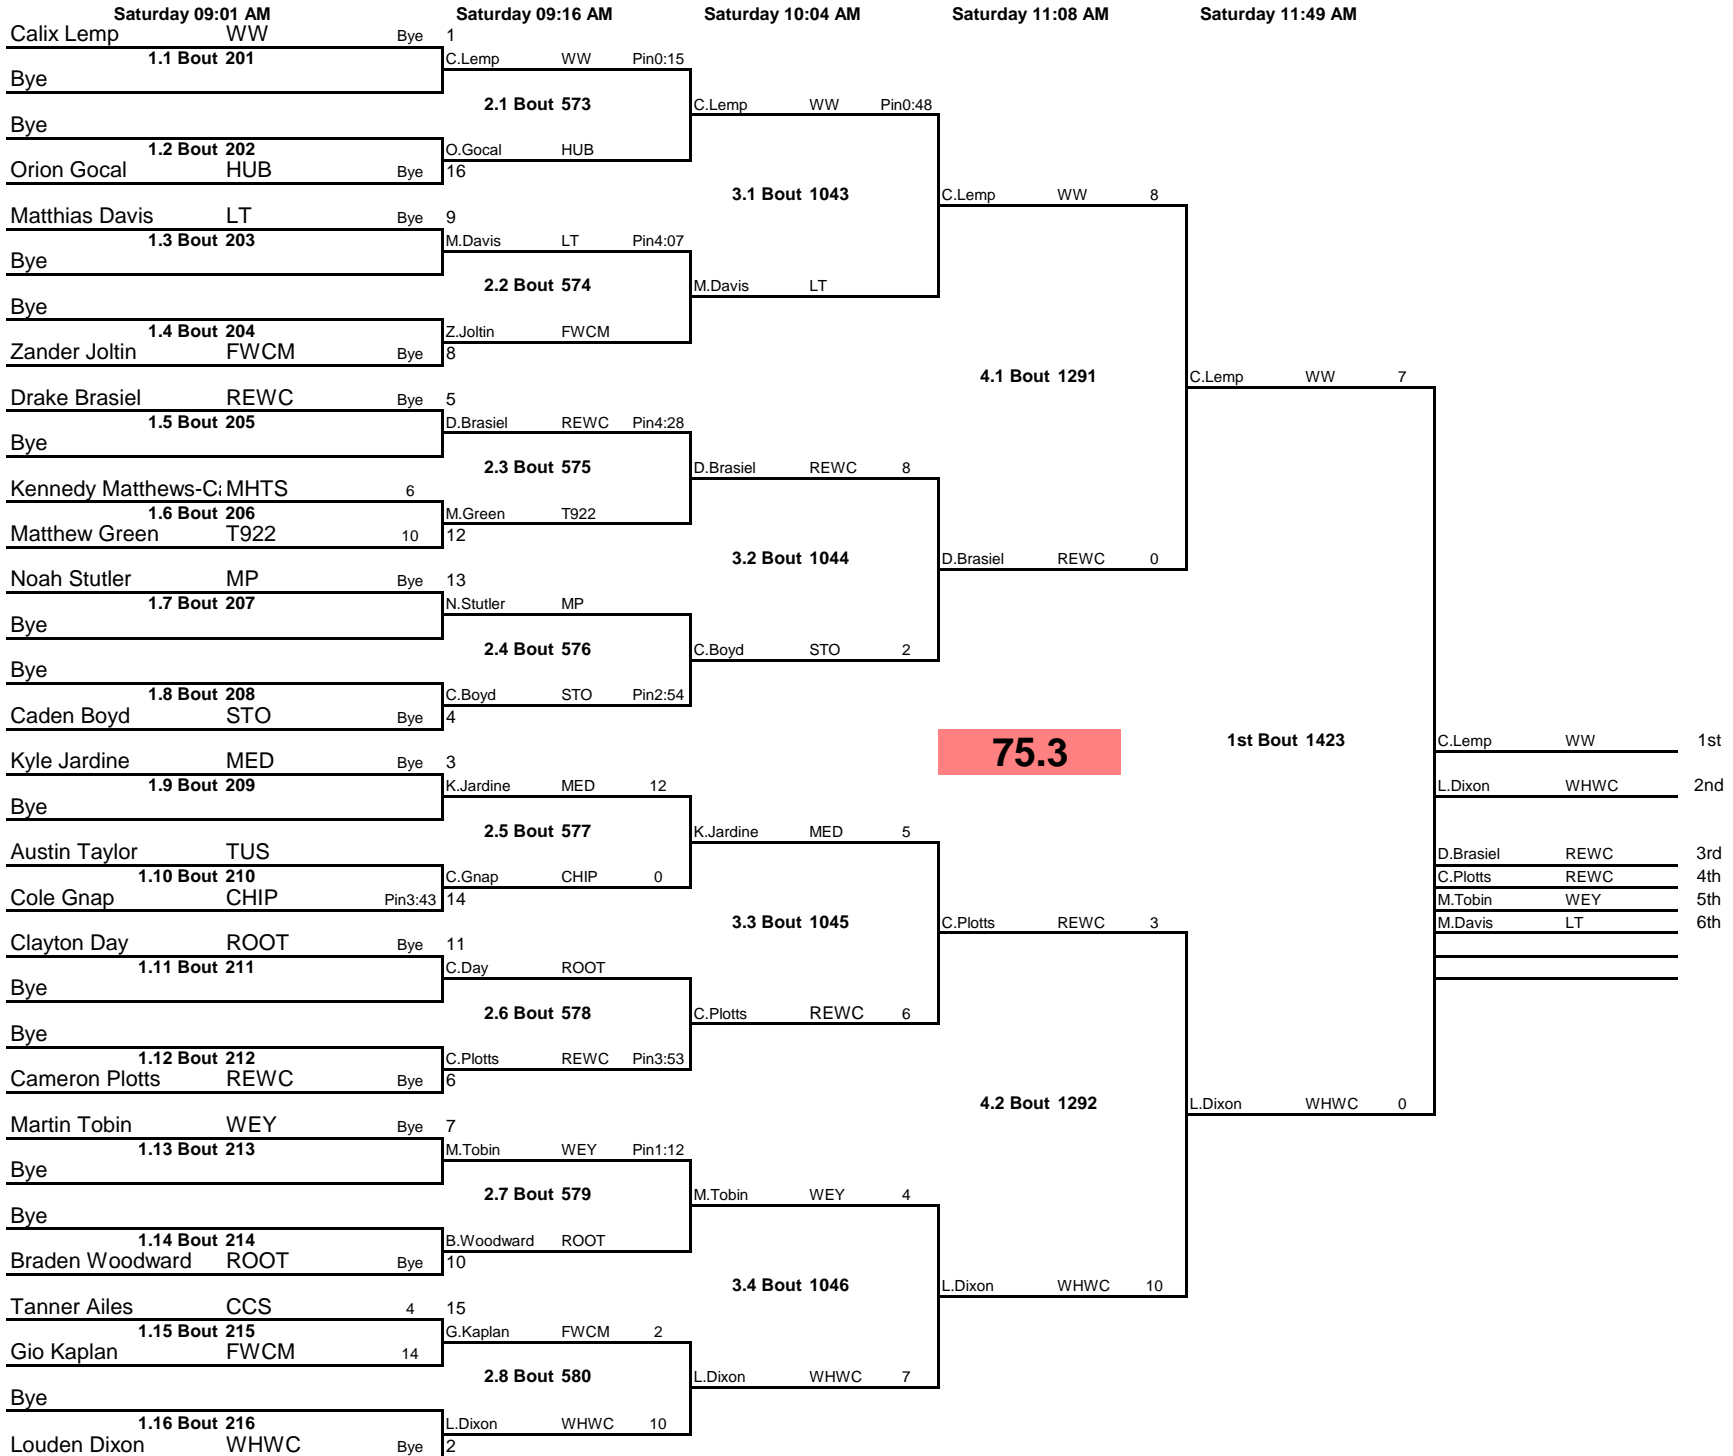 Saturday 09:01 AM Saturday 09:16 AM Saturday 10:04 AM Saturday 11:08 AM Saturday 11:49 AM
Calix Lemp WW Bye 1
1.1 Bout 201 C.Lemp WW Pin0:15
Bye
2.1 Bout 573 C.Lemp WW Pin0:48
Bye
1.2 Bout 202 O.Gocal HUB
Orion Gocal HUB Bye 16
3.1 Bout 1043 C.Lemp WW 8
Matthias Davis LT Bye 9
1.3 Bout 203 M.Davis LT Pin4:07
Bye
2.2 Bout 574 M.Davis LT
Bye
1.4 Bout 204 Z.Joltin FWCM
Zander Joltin FWCM Bye 8
4.1 Bout 1291 C.Lemp WW 7
Drake Brasiel REWC Bye 5
1.5 Bout 205 D.Brasiel REWC Pin4:28
Bye
2.3 Bout 575 D.Brasiel REWC 8
Kennedy Matthews-Ca MHTS 6
1.6 Bout 206 M.Green T922
Matthew Green T922 10 12
3.2 Bout 1044 D.Brasiel REWC 0
Noah Stutler MP Bye 13
1.7 Bout 207 N.Stutler MP
Bye
2.4 Bout 576 C.Boyd STO 2
Bye
1.8 Bout 208 C.Boyd STO Pin2:54
Caden Boyd STO Bye 4
75.3 1st Bout 1423 C.Lemp WW 1st
Kyle Jardine MED Bye 3
1.9 Bout 209 K.Jardine MED 12 L.Dixon WHWC 2nd
Bye
2.5 Bout 577 K.Jardine MED 5
Austin Taylor TUS D.Brasiel REWC 3rd
1.10 Bout 210 C.Gnap CHIP 0 C.Plotts REWC 4th
Cole Gnap CHIP Pin3:43 14 M.Tobin WEY 5th
3.3 Bout 1045 C.Plotts REWC 3 M.Davis LT 6th
Clayton Day ROOT Bye 11
1.11 Bout 211 C.Day ROOT
Bye
2.6 Bout 578 C.Plotts REWC 6
Bye
1.12 Bout 212 C.Plotts REWC Pin3:53
Cameron Plotts REWC Bye 6
4.2 Bout 1292 L.Dixon WHWC 0
Martin Tobin WEY Bye 7
1.13 Bout 213 M.Tobin WEY Pin1:12
Bye
2.7 Bout 579 M.Tobin WEY 4
Bye
1.14 Bout 214 B.Woodward ROOT
Braden Woodward ROOT Bye 10
3.4 Bout 1046 L.Dixon WHWC 10
Tanner Ailes CCS 4 15
1.15 Bout 215 G.Kaplan FWCM 2
Gio Kaplan FWCM 14
2.8 Bout 580 L.Dixon WHWC 7
Bye
1.16 Bout 216 L.Dixon WHWC 10
Louden Dixon WHWC Bye 2